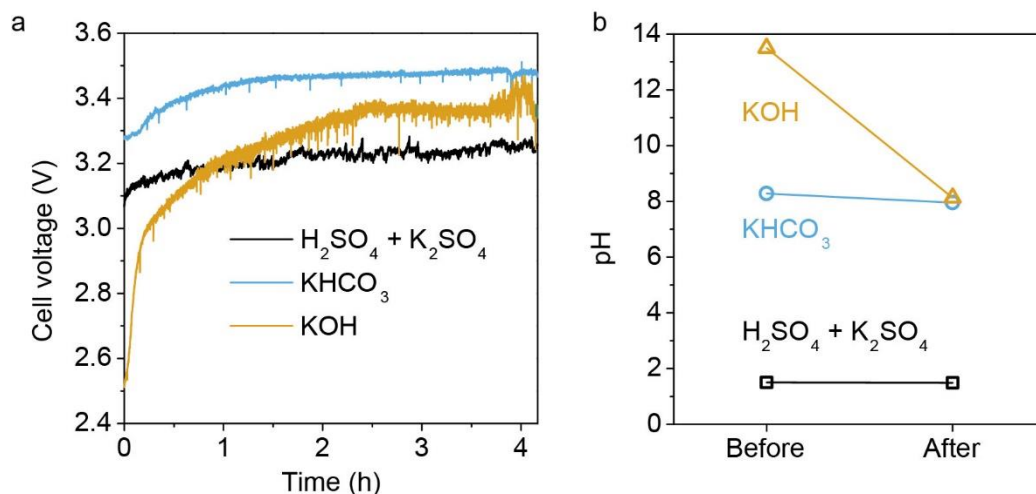 a
3.6
3.4
3.2
3.0
2.8
2.6
2.4
Cell voltage (V)
0
1
2
3
4
Time (h)
H₂SO₄ + K₂SO₄
KHCO₃
KOH
b
14
12
10
8
6
4
2
0
pH
KOH
KHCO₃
H₂SO₄ + K₂SO₄
Before
After